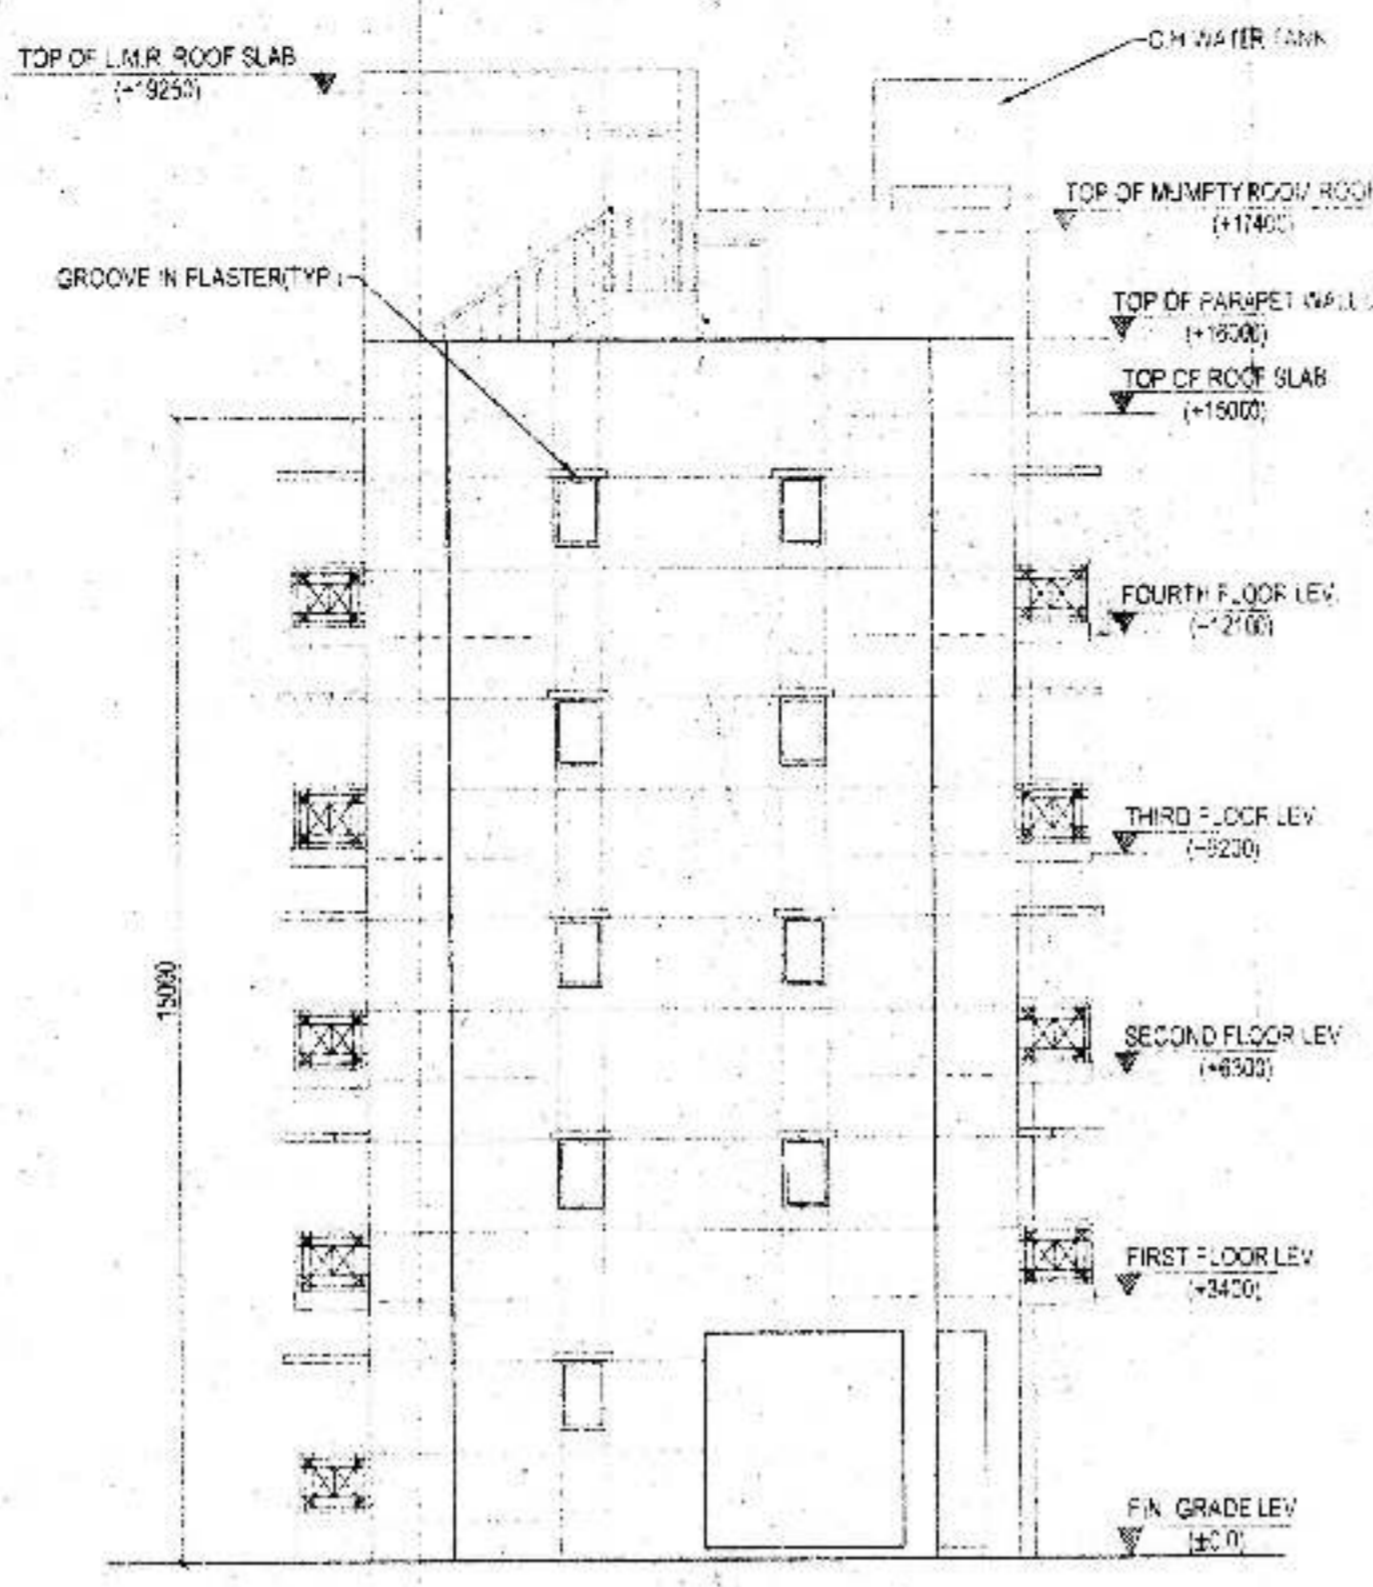 O.H. WATER TANK
TOP OF L.M.R. ROOF SLAB
(+19250)
TOP OF MUMPTY ROOM ROOF
(+17400)
GROOVE IN PLASTER(TYP.)
TOP OF PARAPET WALL
(+16000)
TOP OF ROOF SLAB
(+15000)
FOURTH FLOOR LEV.
(+12100)
THIRD FLOOR LEV.
(+9200)
15000
SECOND FLOOR LEV.
(+6300)
FIRST FLOOR LEV.
(+3400)
FIN. GRADE LEV.
(±0.0)